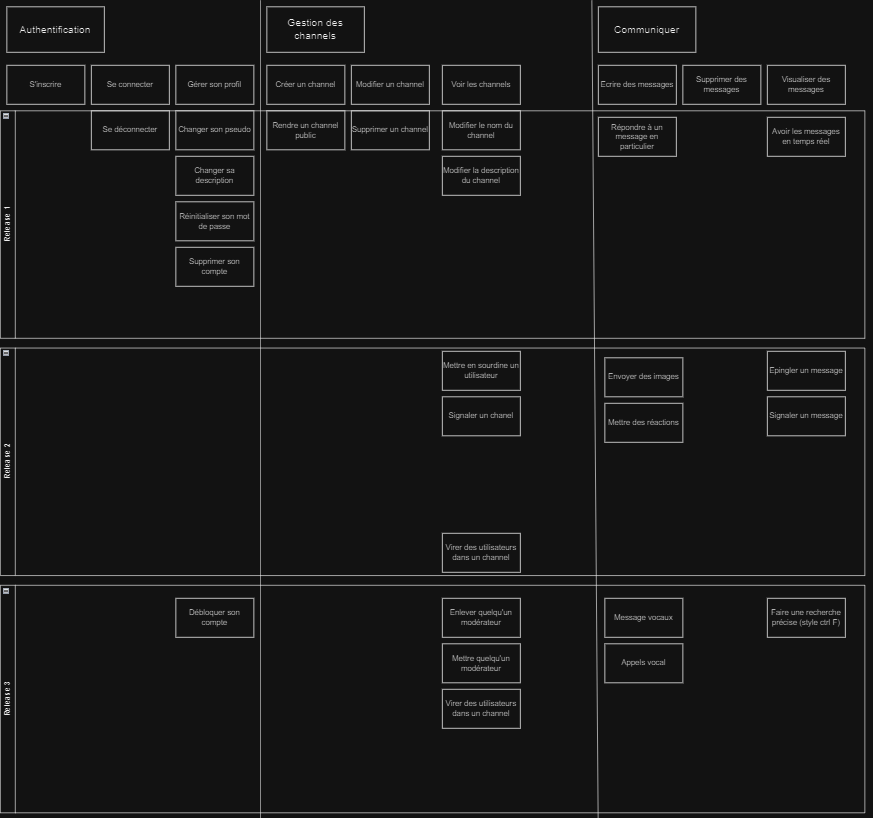 Authentification
Gestion des
channels
Communiquer
S'inscrire
Se connecter
Gérer son profil
Créer un channel
Modifier un channel
Voir les channels
Ecrire des messages
Supprimer des
messages
Visualiser des
messages
Release 1
Se déconnecter
Changer son pseudo
Changer sa
description
Réinitialiser son mot
de passe
Supprimer son
compte
Rendre un channel
public
Supprimer un channel
Modifier le nom du
channel
Modifier la description
du channel
Répondre à un
message en
particulier
Avoir les messages
en temps réel
Release 2
Mettre en sourdine un
utilisateur
Signaler un chanel
Virer des utilisateurs
dans un channel
Envoyer des images
Mettre des réactions
Epingler un message
Signaler un message
Release 3
Débloquer son
compte
Enlever quelqu'un
modérateur
Mettre quelqu'un
modérateur
Virer des utilisateurs
dans un channel
Message vocaux
Appels vocal
Faire une recherche
précise (style ctrl F)